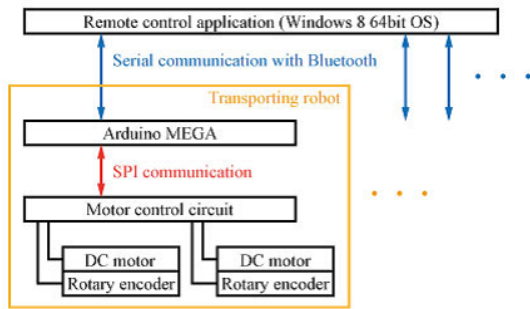 Remote control application (Windows 8 64bit OS)
Serial communication with Bluetooth
Transporting robot
Arduino MEGA
SPI communication
Motor control circuit
DC motor
Rotary encoder
DC motor
Rotary encoder